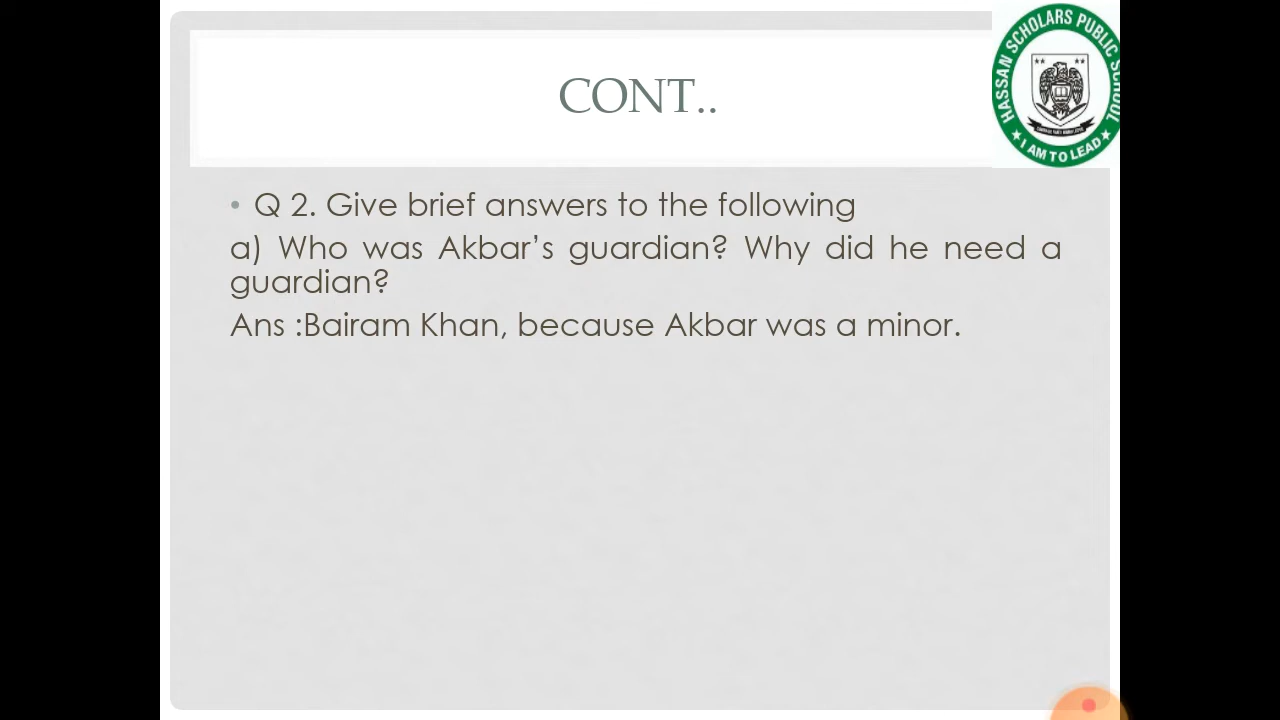 CONT..
HASSAN SCHOLARS PUBLIC SCHOOL
I AM TO LEAD
• Q 2. Give brief answers to the following
a) Who was Akbar’s guardian? Why did he need a
guardian?
Ans :Bairam Khan, because Akbar was a minor.